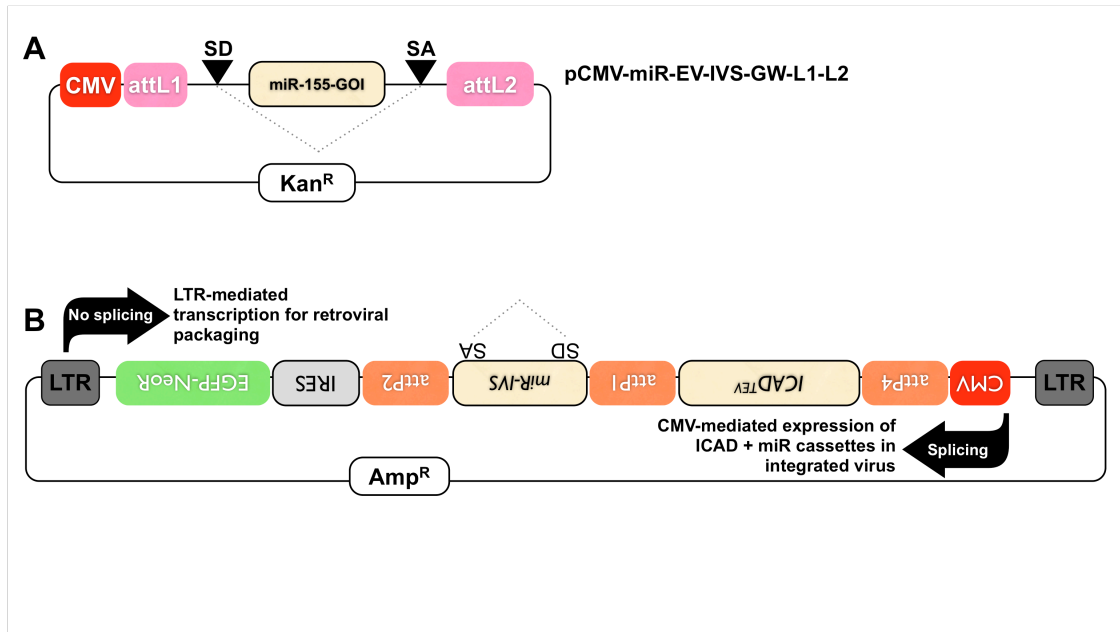 A
SD
SA
CMV
attL1
miR-155-GOI
attL2
pCMV-miR-EV-IVS-GW-L1-L2
Kanᴿ
B
No splicing
LTR-mediated
transcription for retroviral
packaging
SA
SD
LTR
EGFP-NeoR
IRES
attP2
miR-IVS
attP1
ICAD TEV
attP4
CMV
LTR
CMV-mediated expression of
ICAD + miR cassettes in
integrated virus
Splicing
Ampᴿ